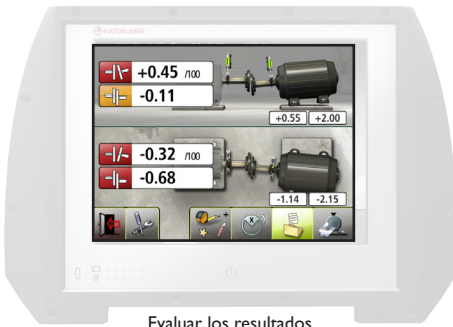 FIXTURLASER
+0.45 /100
-0.11
+0.55 +2.00
-0.32 /100
-0.68
-1.14 -2.15
X
Evaluar los resultados